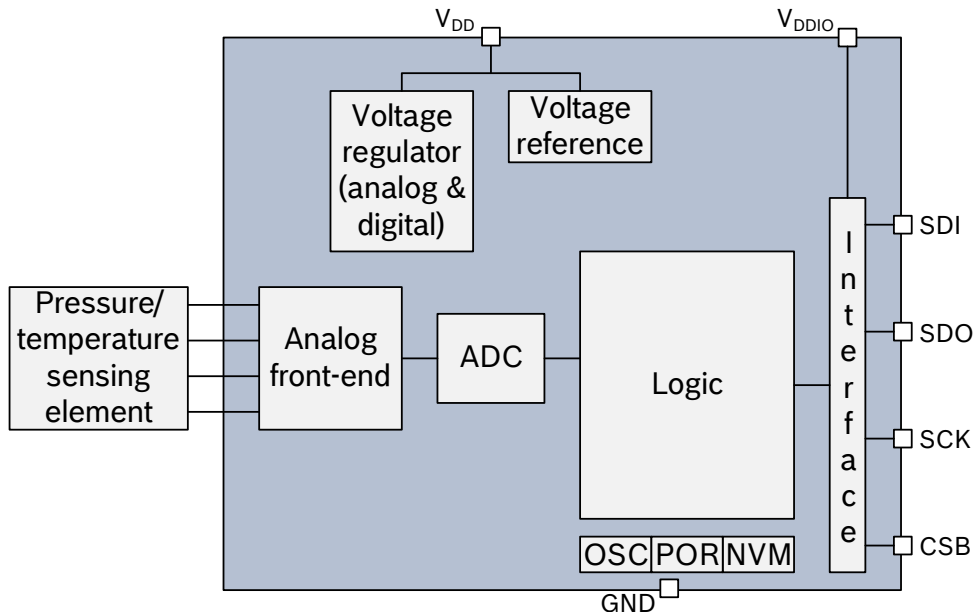 VDD
VDDIO
Voltage
regulator
(analog &
digital)
Voltage
reference
Interface
SDI
SDO
SCK
CSB
Pressure/
temperature
sensing
element
Analog
front-end
ADC
Logic
OSC POR NVM
GND